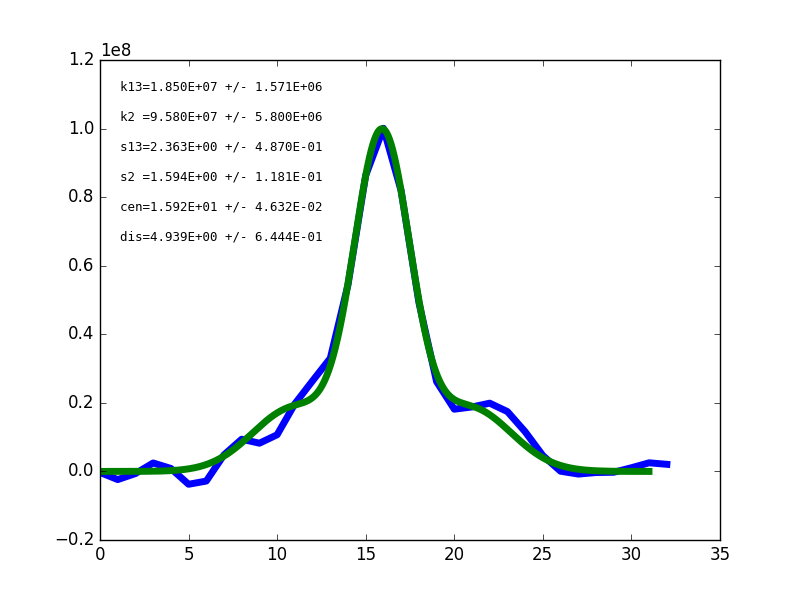 1e8
1.2
k13=1.850E+07 +/- 1.571E+06
k2 =9.580E+07 +/- 5.800E+06
1.0
s13=2.363E+00 +/- 4.870E-01
s2 =1.594E+00 +/- 1.181E-01
0.8
cen=1.592E+01 +/- 4.632E-02
dis=4.939E+00 +/- 6.444E-01
0.6
0.4
0.2
0.0
−0.2
0 5 10 15 20 25 30 35